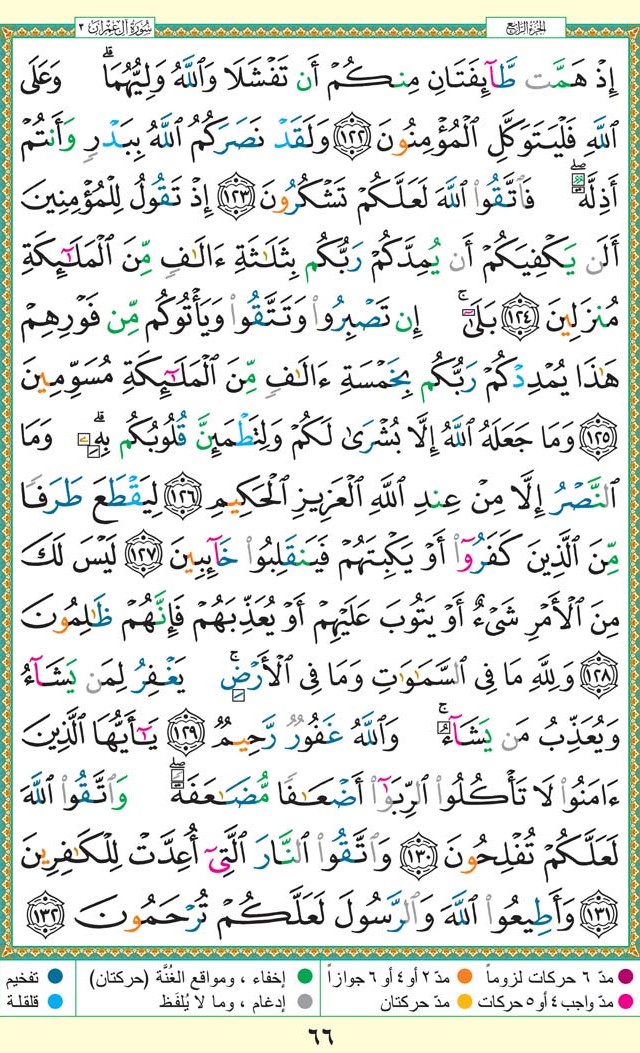 سُورَةُ آلِ عِمْرَانَ ٣
الجُزْءُ الرَّابِعُ
إِذْ هَمَّت طَّآئِفَتَانِ مِنكُمْ أَن تَفْشَلَا وَٱللَّهُ وَلِيُّهُمَا ۗ وَعَلَى
ٱللَّهِ فَلْيَتَوَكَّلِ ٱلْمُؤْمِنُونَ ١٢٢ وَلَقَدْ نَصَرَكُمُ ٱللَّهُ بِبَدْرٍ وَأَنتُمْ
أَذِلَّةٌ ۖ فَٱتَّقُوا۟ ٱللَّهَ لَعَلَّكُمْ تَشْكُرُونَ ١٢٣ إِذْ تَقُولُ لِلْمُؤْمِنِينَ
أَلَن يَكْفِيَكُمْ أَن يُمِدَّكُمْ رَبُّكُم بِثَلَـٰثَةِ ءَالَـٰفٍ مِّنَ ٱلْمَلَـٰٓئِكَةِ
مُنزَلِينَ ١٢٤ بَلَىٰٓ ۚ إِن تَصْبِرُوا۟ وَتَتَّقُوا۟ وَيَأْتُوكُم مِّن فَوْرِهِمْ
هَـٰذَا يُمْدِدْكُمْ رَبُّكُم بِخَمْسَةِ ءَالَـٰفٍ مِّنَ ٱلْمَلَـٰٓئِكَةِ مُسَوِّمِينَ
١٢٥ وَمَا جَعَلَهُ ٱللَّهُ إِلَّا بُشْرَىٰ لَكُمْ وَلِتَطْمَئِنَّ قُلُوبُكُم بِهِۦ ۗ وَمَا
ٱلنَّصْرُ إِلَّا مِنْ عِندِ ٱللَّهِ ٱلْعَزِيزِ ٱلْحَكِيمِ ١٢٦ لِيَقْطَعَ طَرَفًا
مِّنَ ٱلَّذِينَ كَفَرُوٓا۟ أَوْ يَكْبِتَهُمْ فَيَنقَلِبُوا۟ خَآئِبِينَ ١٢٧ لَيْسَ لَكَ
مِنَ ٱلْأَمْرِ شَىْءٌ أَوْ يَتُوبَ عَلَيْهِمْ أَوْ يُعَذِّبَهُمْ فَإِنَّهُمْ ظَـٰلِمُونَ
١٢٨ وَلِلَّهِ مَا فِى ٱلسَّمَـٰوَٰتِ وَمَا فِى ٱلْأَرْضِ ۚ يَغْفِرُ لِمَن يَشَآءُ
وَيُعَذِّبُ مَن يَشَآءُ ۚ وَٱللَّهُ غَفُورٌ رَّحِيمٌ ١٢٩ يَـٰٓأَيُّهَا ٱلَّذِينَ
ءَامَنُوا۟ لَا تَأْكُلُوا۟ ٱلرِّبَوٰٓا۟ أَضْعَـٰفًا مُّضَـٰعَفَةً ۖ وَٱتَّقُوا۟ ٱللَّهَ
لَعَلَّكُمْ تُفْلِحُونَ ١٣٠ وَٱتَّقُوا۟ ٱلنَّارَ ٱلَّتِىٓ أُعِدَّتْ لِلْكَـٰفِرِينَ
١٣١ وَأَطِيعُوا۟ ٱللَّهَ وَٱلرَّسُولَ لَعَلَّكُمْ تُرْحَمُونَ ١٣٢
مدّ ٦ حركات لزوماً مدّ ٢ أو ٤ أو ٦ جوازاً إخفاء ، ومواقع الغُنَّة (حركتان) تفخيم
مدّ واجب ٤ أو ٥ حركات مدّ حركتان إدغام ، وما لا يُلفَظ قلقلة
٦٦